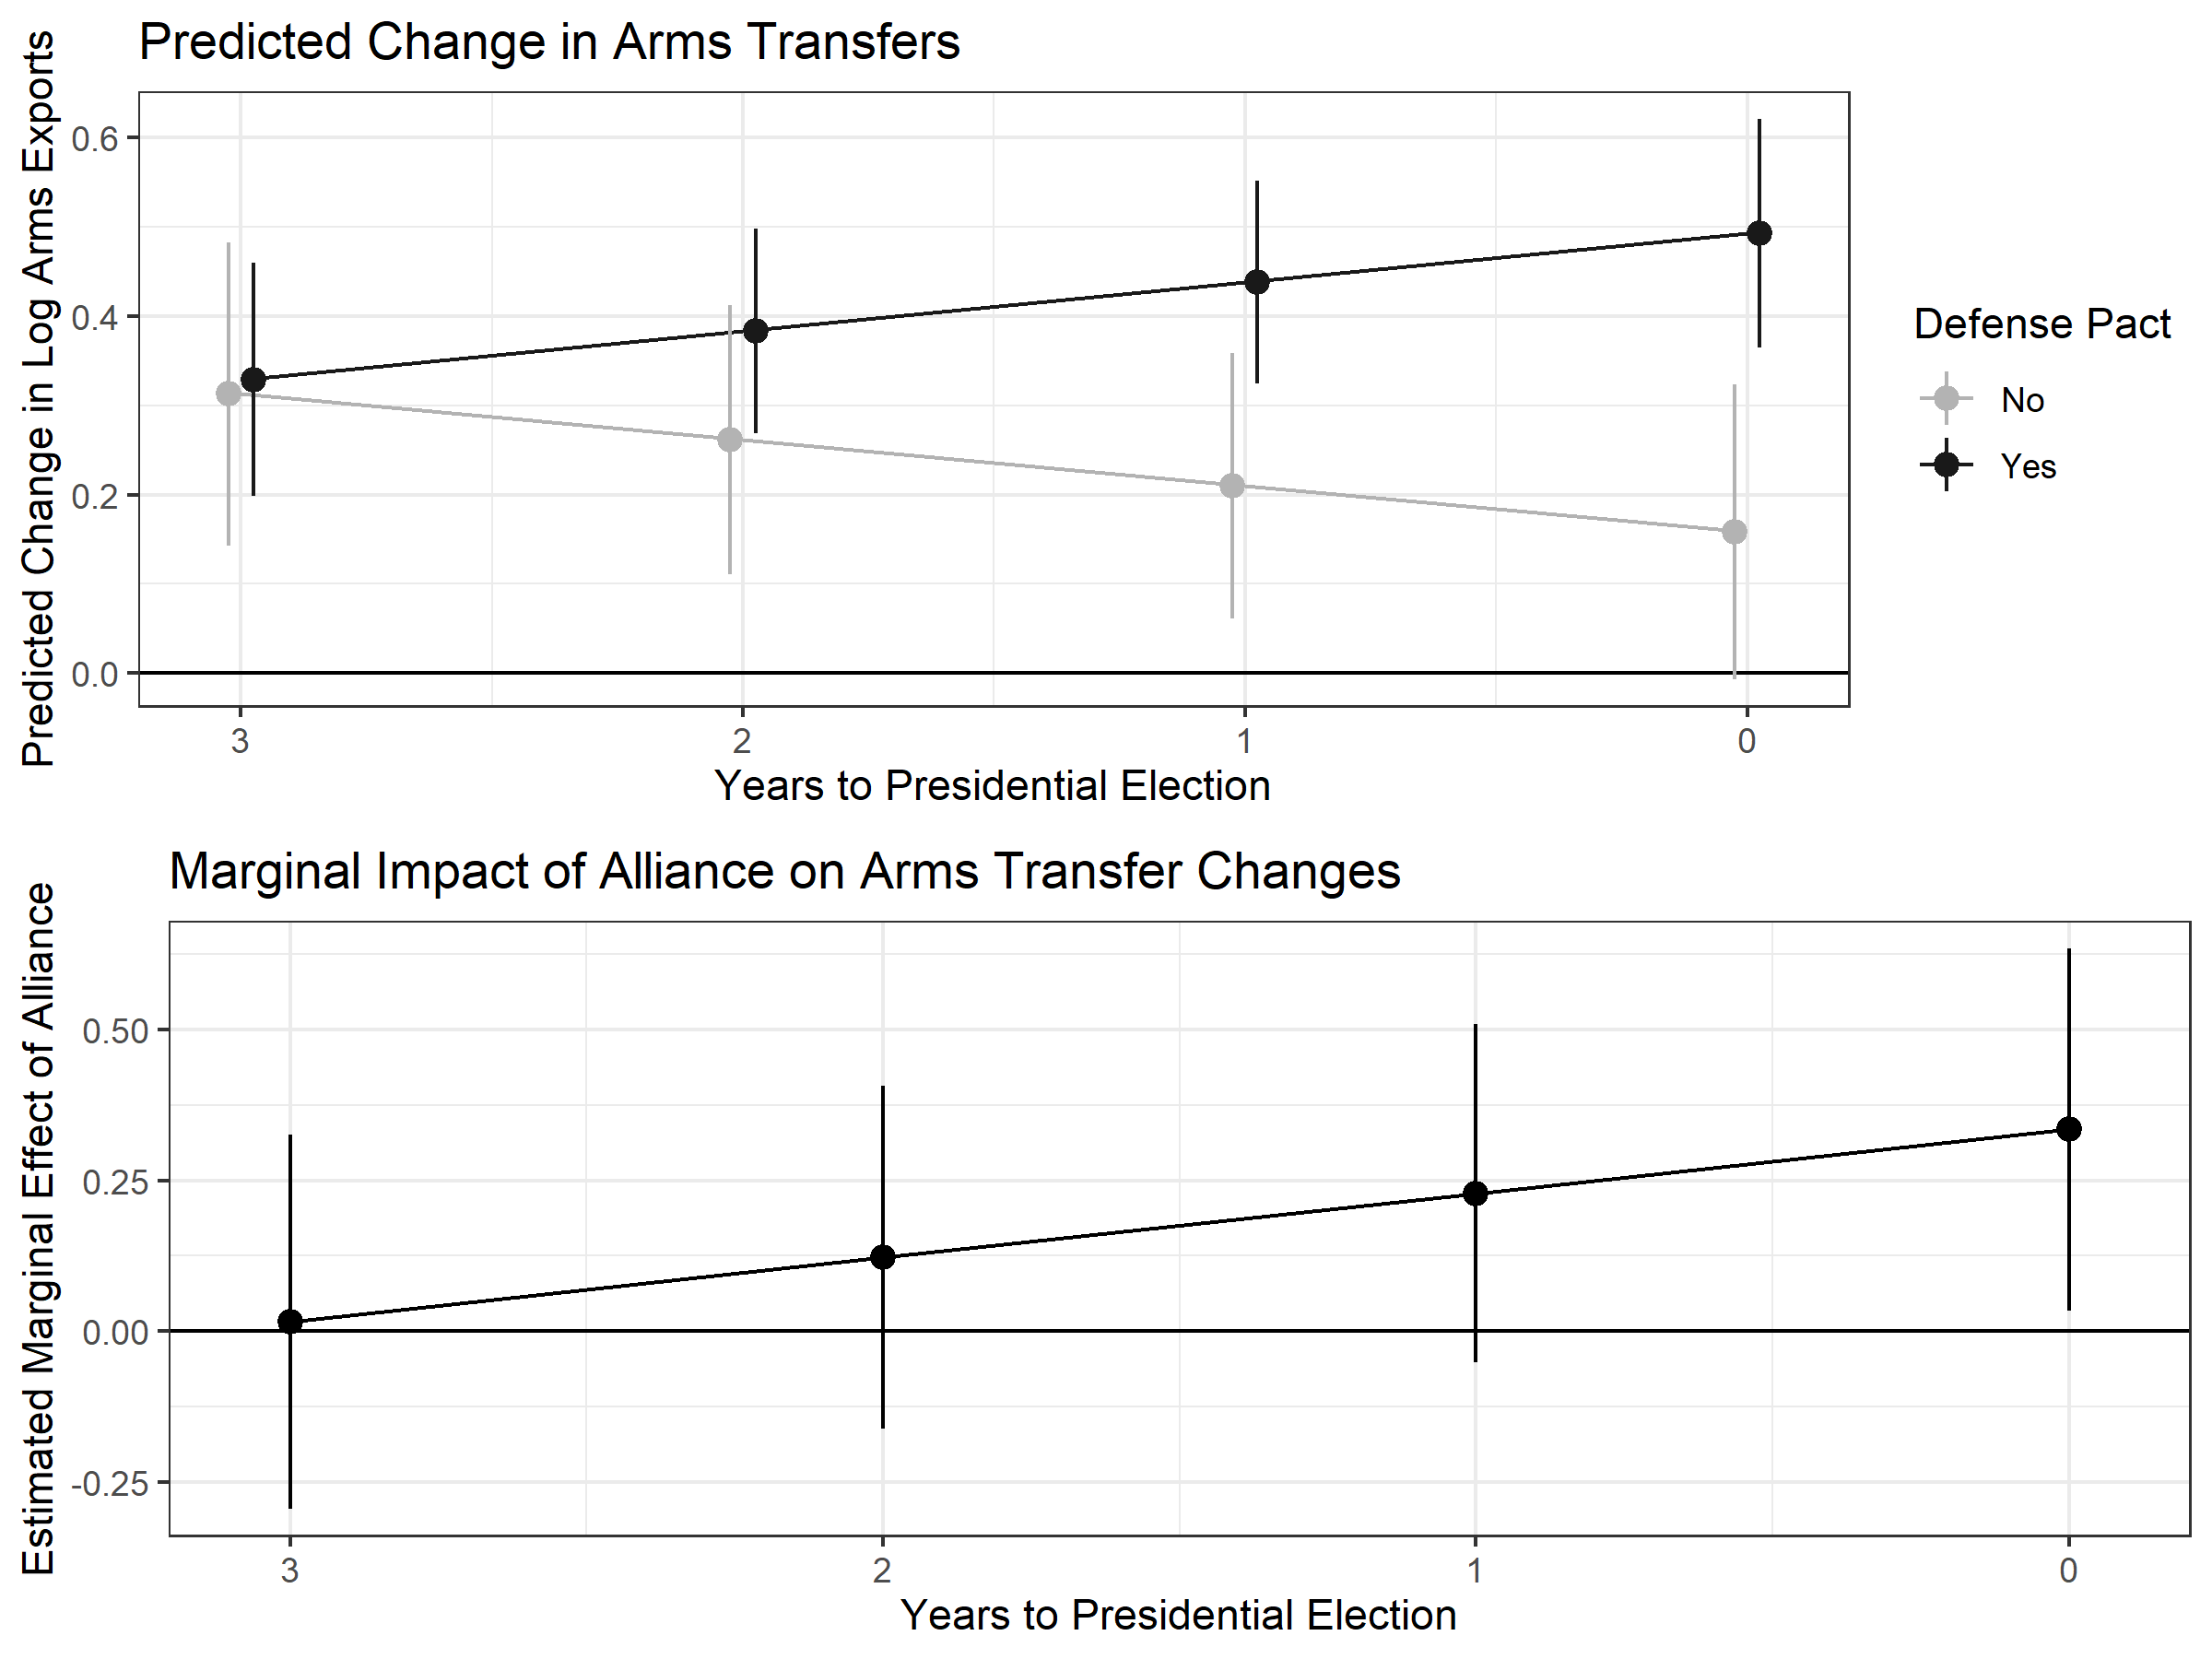 Predicted Change in Arms Transfers
Predicted Change in Log Arms Exports
0.6
0.4
0.2
0.0
3 2 1 0
Years to Presidential Election
Defense Pact
No
Yes
Marginal Impact of Alliance on Arms Transfer Changes
Estimated Marginal Effect of Alliance
0.50
0.25
0.00
-0.25
3 2 1 0
Years to Presidential Election